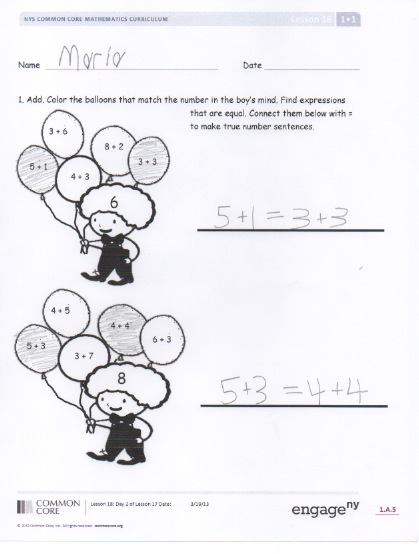 NYS COMMON CORE MATHEMATICS CURRICULUM Lesson 18 1•1
Name Maria Date
1. Add. Color the balloons that match the number in the boy's mind. Find expressions
that are equal. Connect them below with =
to make true number sentences.
3 + 6
8 + 2
5 + 1
4 + 3
3 + 3
6
5+1=3+3
4 + 5
4 + 4
5 + 3
3 + 7
6 + 3
8
5+3=4+4
COMMON
CORE
Lesson 18: Day 2 of Lesson 17 Date: 3/19/13
engage ny
1.A.5
© 2012 Common Core, Inc. All rights reserved. commoncore.org